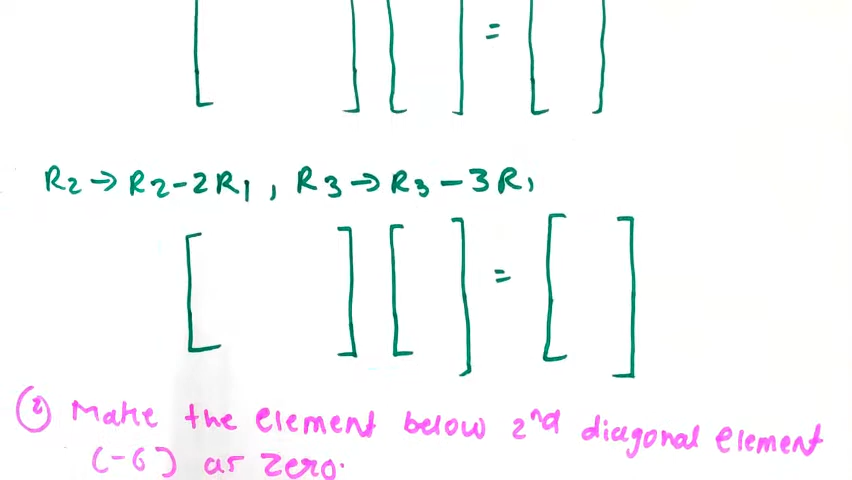 =
R2 → R2 - 2R1 , R3 → R3 - 3R1
=
(2) Make the element below 2nd diagonal element
(-6) as zero.